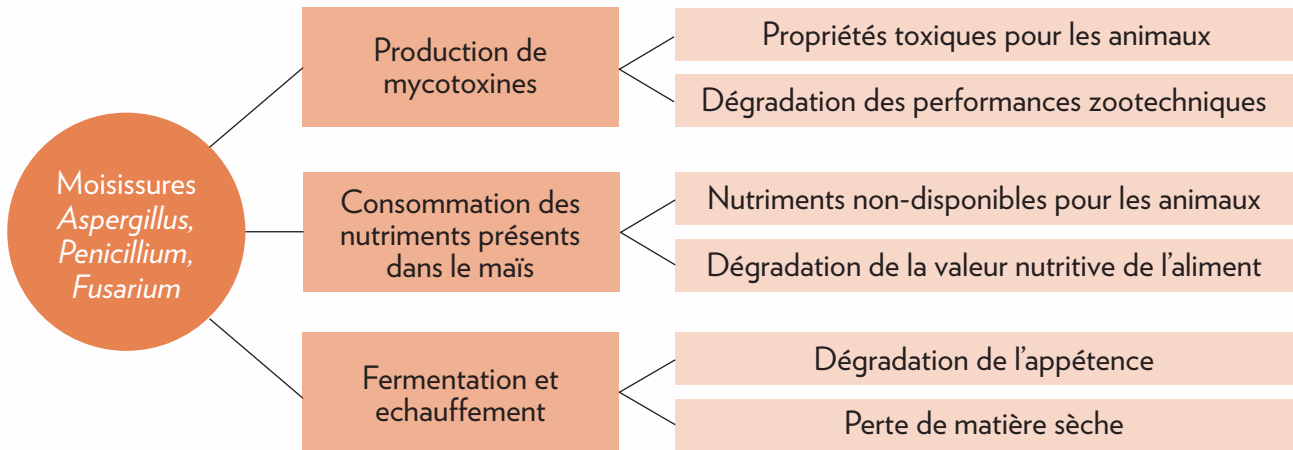 Moisissures
Aspergillus,
Penicillium,
Fusarium
Production de
mycotoxines
Propriétés toxiques pour les animaux
Dégradation des performances zootechniques
Consommation des
nutriments présents
dans le maïs
Nutriments non-disponibles pour les animaux
Dégradation de la valeur nutritive de l’aliment
Fermentation et
echauffement
Dégradation de l’appétence
Perte de matière sèche